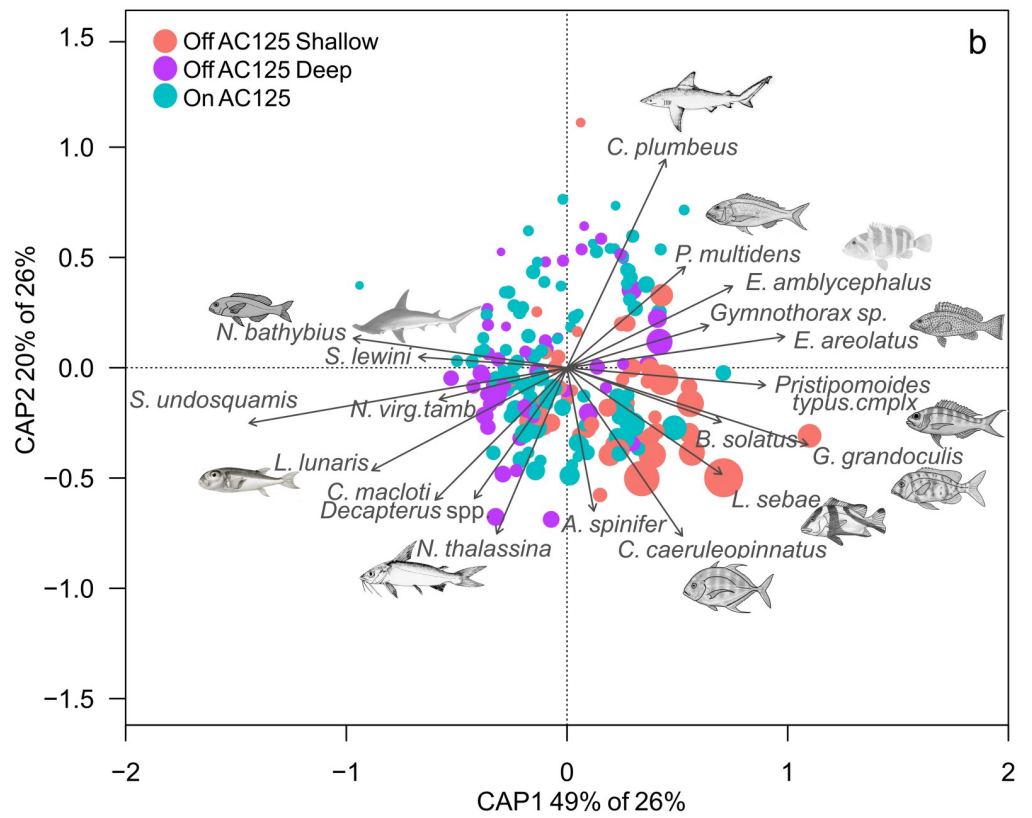 b
Off AC125 Shallow
Off AC125 Deep
On AC125
1.5
1.0
0.5
0.0
−0.5
−1.0
−1.5
CAP2 20% of 26%
C. plumbeus
P. multidens
E. amblycephalus
Gymnothorax sp.
E. areolatus
N. bathybius
S. lewini
Pristipomoides
typus.cmplx
S. undosquamis
N. virg.tamb
B. solatus
G. grandoculis
L. lunaris
C. macloti
L. sebae
Decapterus spp.
A. spinifer
N. thalassina
C. caeruleopinnatus
−2
−1
0
1
2
CAP1 49% of 26%